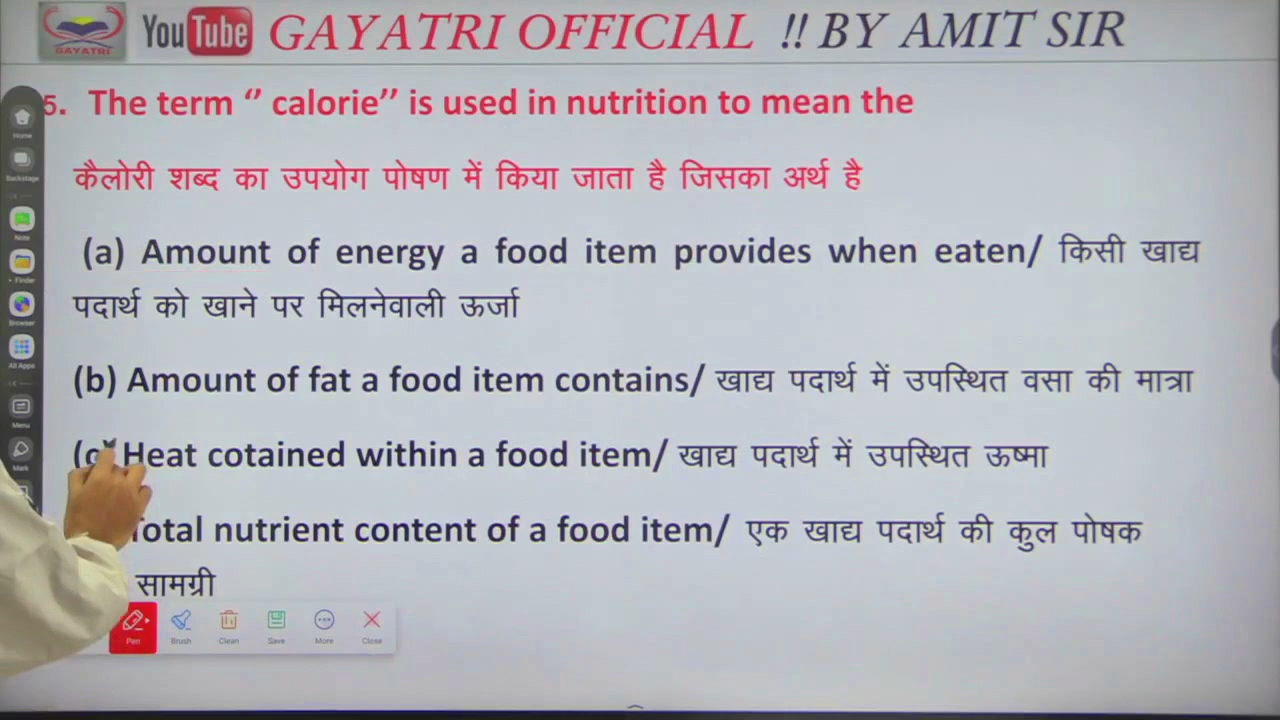 GAYATRI
YouTube GAYATRI OFFICIAL !! BY AMIT SIR
5. The term “ calorie” is used in nutrition to mean the
कैलोरी शब्द का उपयोग पोषण में किया जाता है जिसका अर्थ है
(a) Amount of energy a food item provides when eaten/ किसी खाद्य
पदार्थ को खाने पर मिलनेवाली ऊर्जा
(b) Amount of fat a food item contains/ खाद्य पदार्थ में उपस्थित वसा की मात्रा
(c) Heat cotained within a food item/ खाद्य पदार्थ में उपस्थित ऊष्मा
Total nutrient content of a food item/ एक खाद्य पदार्थ की कुल पोषक
सामग्री
Home
Backstage
Note
Finder
Browser
All Apps
Menu
Mark
Pen Brush Clean Save More Close